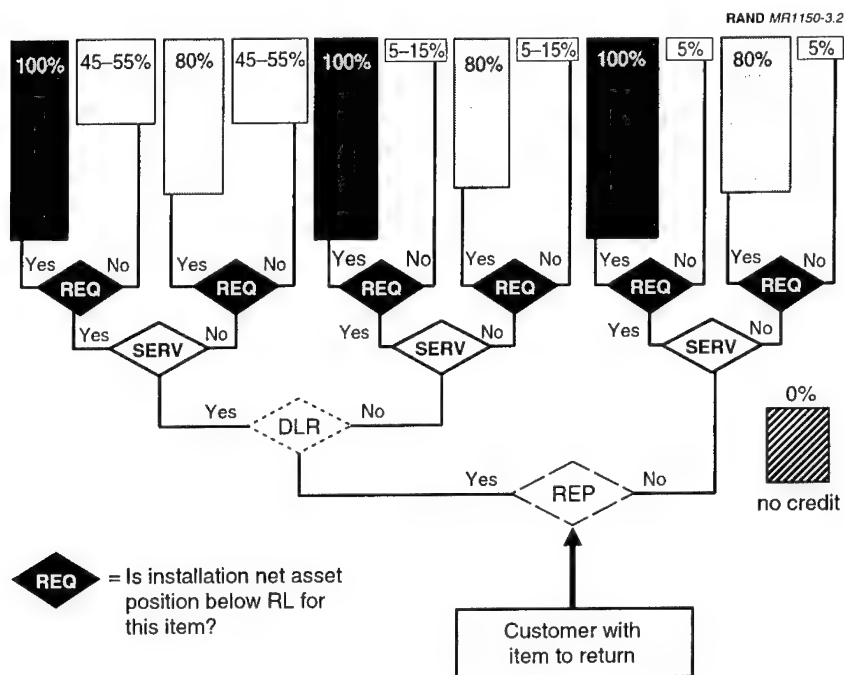 RAND MR1150-3.2
100% 45–55% 80% 45–55% 100% 5–15% 80% 5–15% 100% 5% 80% 5%
Yes No Yes No Yes No Yes No Yes No Yes No
REQ REQ REQ REQ REQ REQ
Yes No Yes No Yes No
SERV SERV SERV
Yes No
DLR
0%
Yes No
REP
no credit
REQ = Is installation net asset
position below RL for
this item?
Customer with
item to return